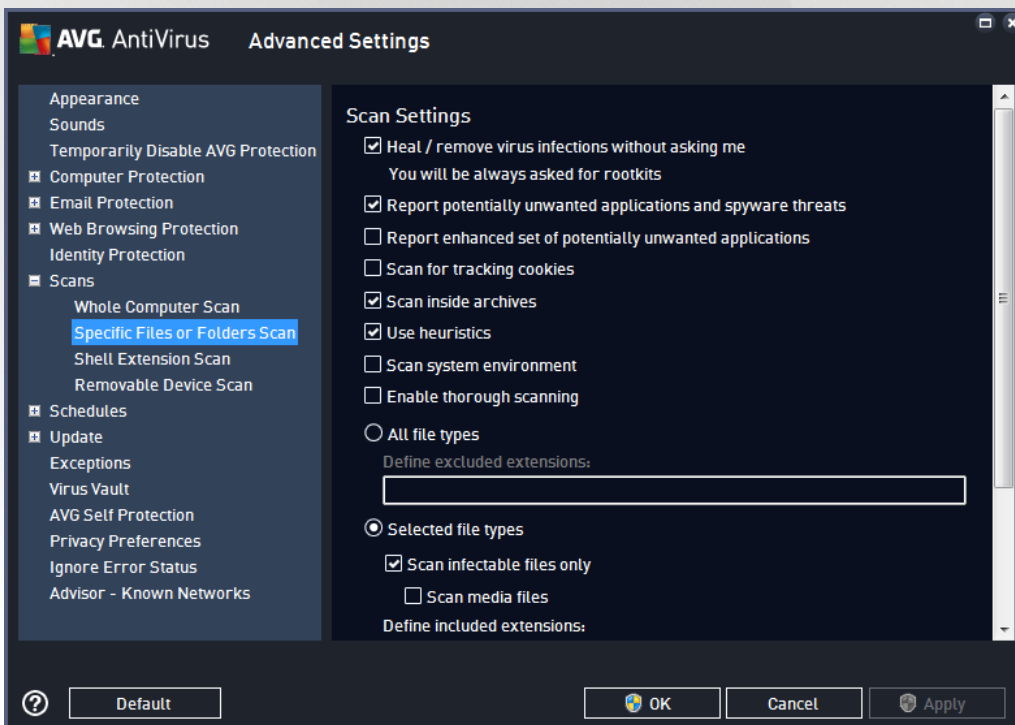 AVG. AntiVirus Advanced Settings
Appearance
Sounds
Temporarily Disable AVG Protection
Computer Protection
Email Protection
Web Browsing Protection
Identity Protection
Scans
Whole Computer Scan
Specific Files or Folders Scan
Shell Extension Scan
Removable Device Scan
Schedules
Update
Exceptions
Virus Vault
AVG Self Protection
Privacy Preferences
Ignore Error Status
Advisor - Known Networks
Scan Settings
Heal / remove virus infections without asking me
You will be always asked for rootkits
Report potentially unwanted applications and spyware threats
Report enhanced set of potentially unwanted applications
Scan for tracking cookies
Scan inside archives
Use heuristics
Scan system environment
Enable thorough scanning
All file types
Define excluded extensions:
Selected file types
Scan infectable files only
Scan media files
Define included extensions:
? Default OK Cancel Apply